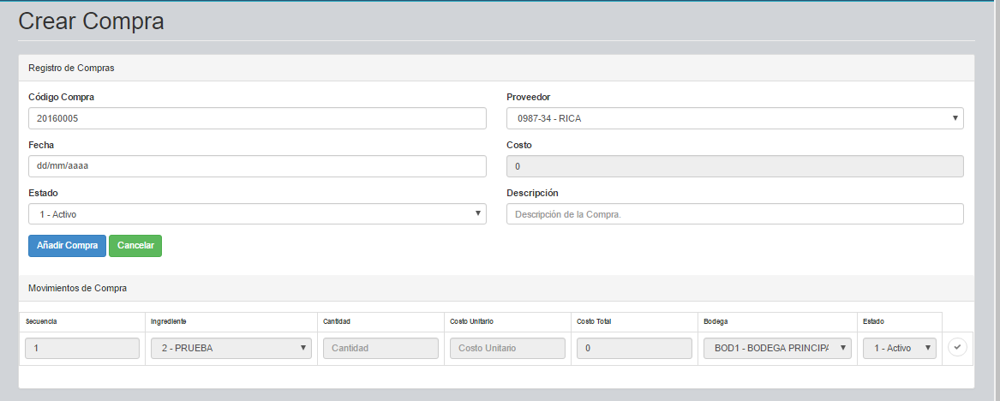 Crear Compra
Registro de Compras
Código Compra Proveedor
20160005 0987-34 - RICA
Fecha Costo
dd/mm/aaaa 0
Estado Descripción
1 - Activo Descripción de la Compra.
Añadir Compra Cancelar
Movimientos de Compra
Secuencia Ingrediente Cantidad Costo Unitario Costo Total Bodega Estado
1 2 - PRUEBA Cantidad Costo Unitario 0 BOD1 - BODEGA PRINCIPA 1 - Activo